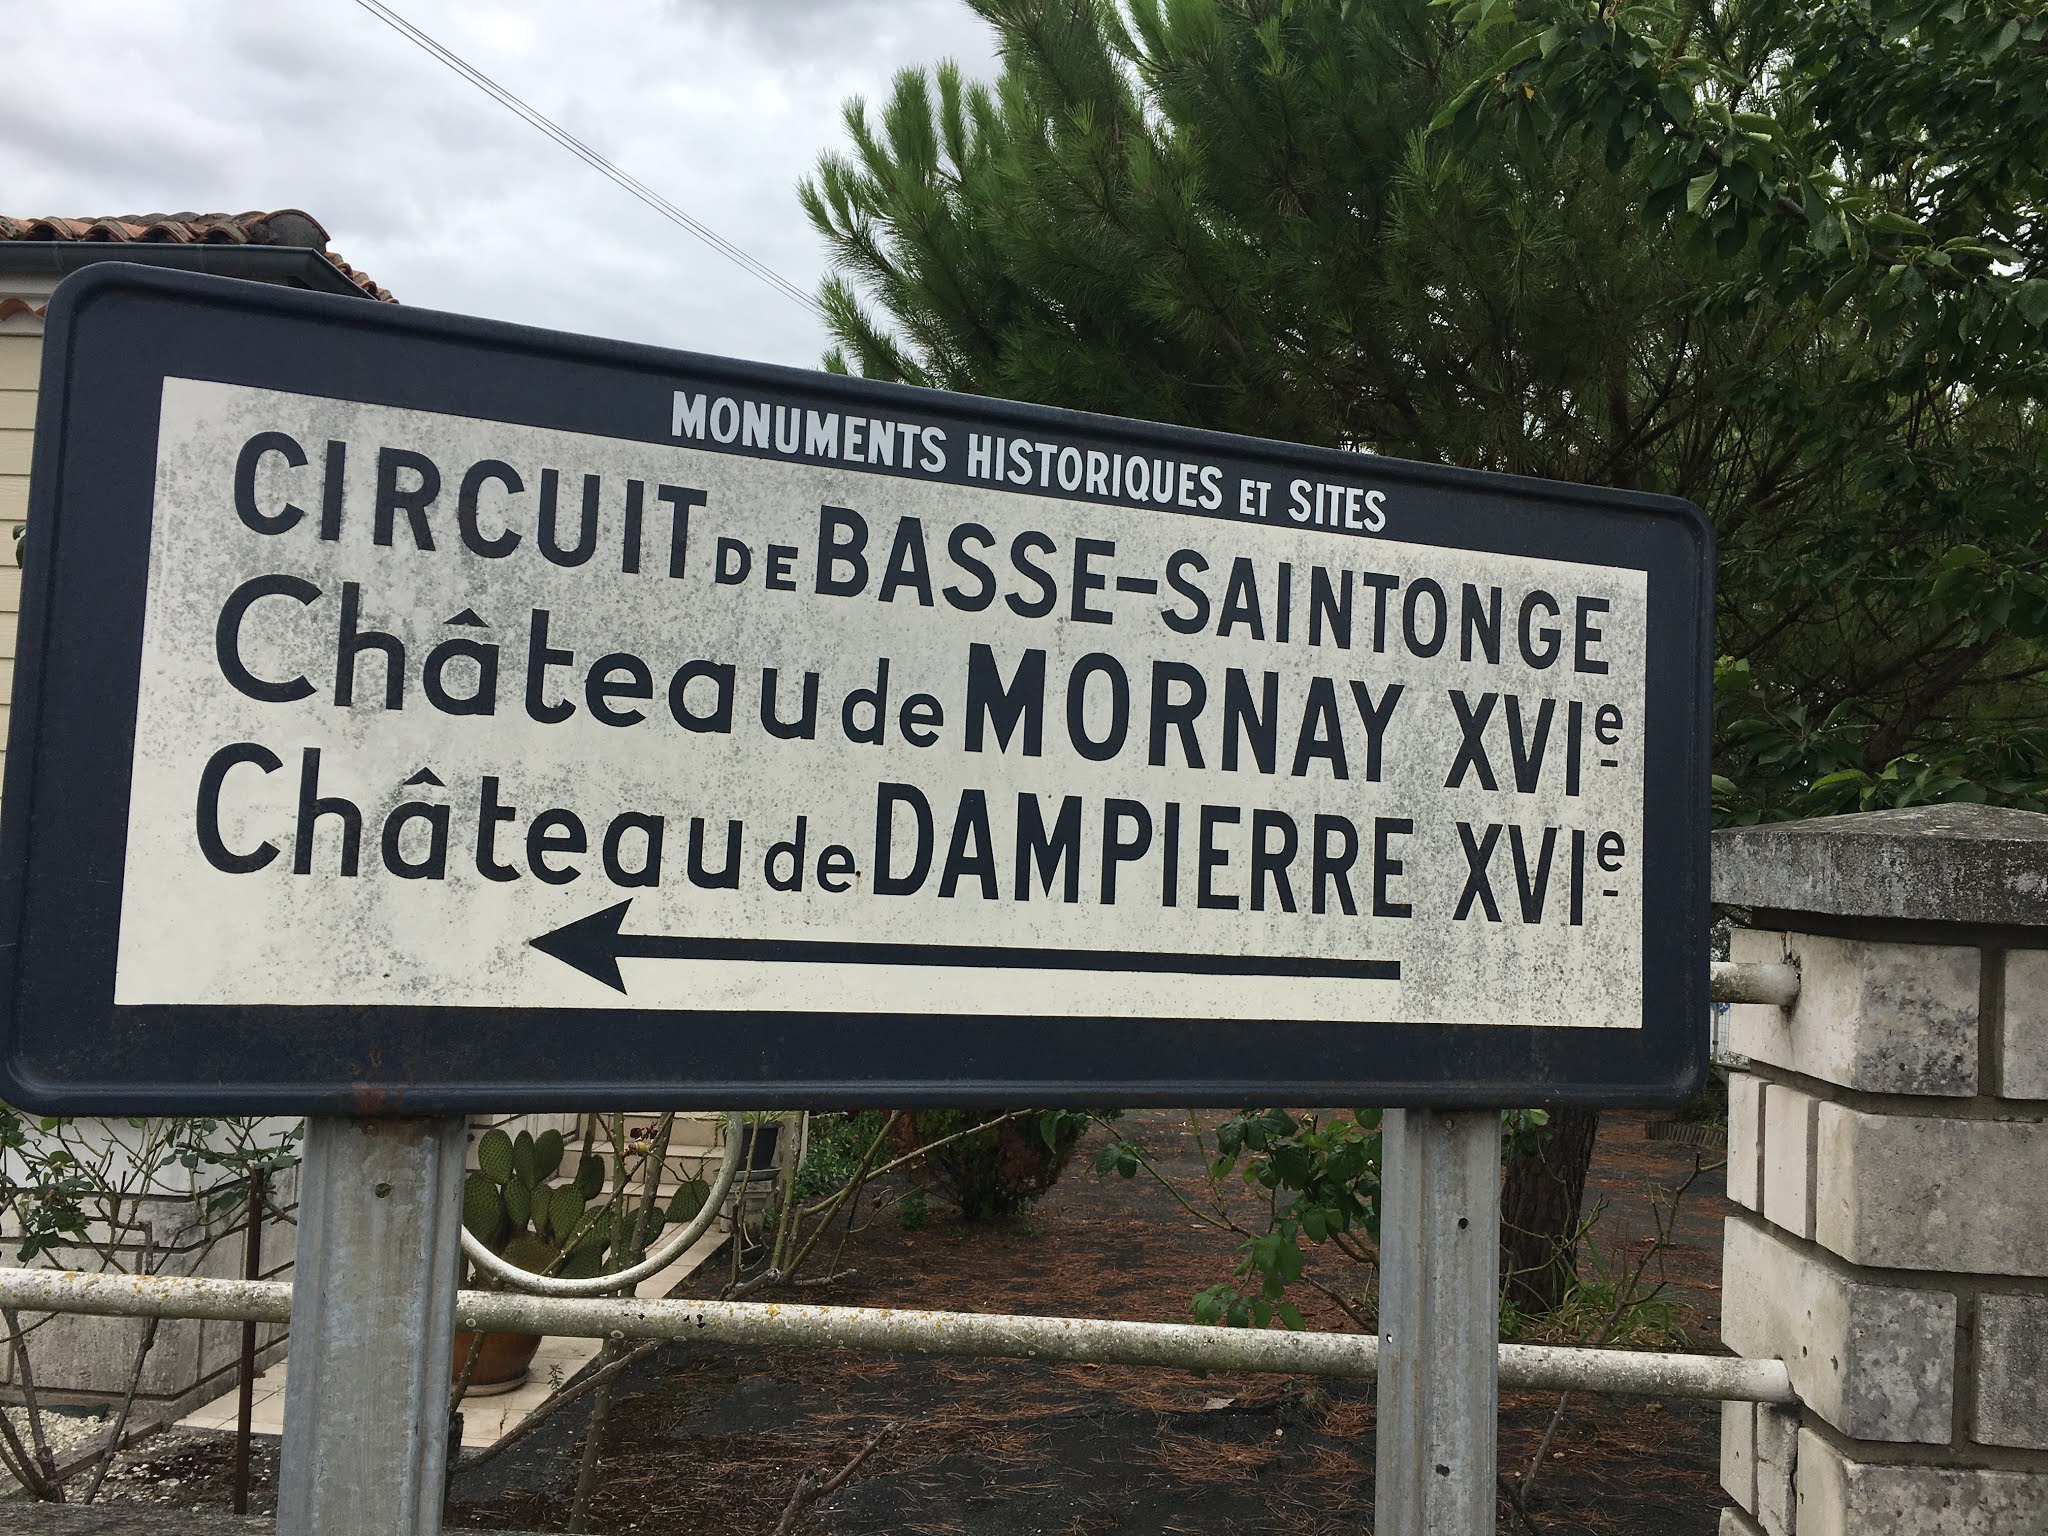 MONUMENTS HISTORIQUES ET SITES
CIRCUIT DE BASSE-SAINTONGE
Château de MORNAY XVIe
Château de DAMPIERRE XVIe